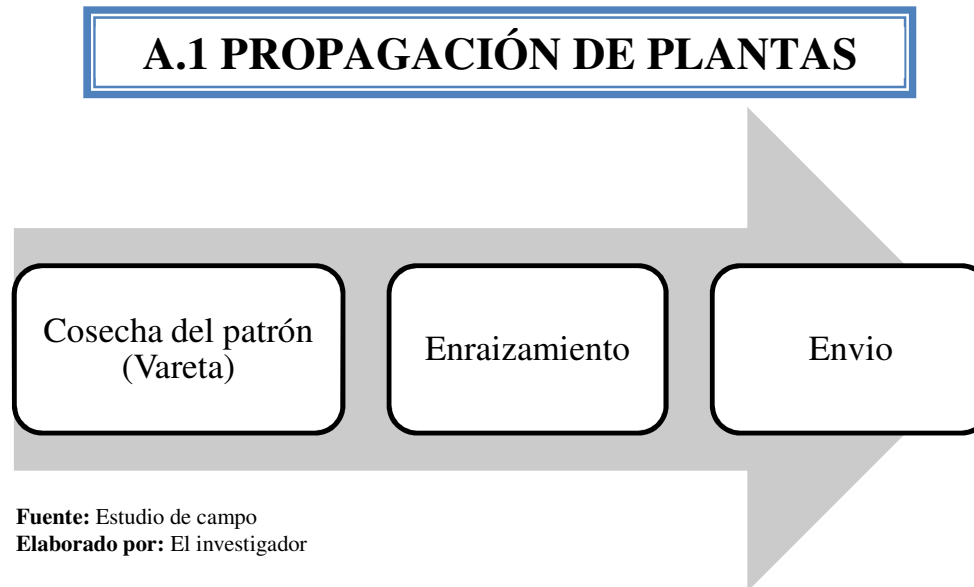 A.1 PROPAGACIÓN DE PLANTAS
Cosecha del patrón
(Vareta)
Enraizamiento
Envio
Fuente: Estudio de campo
Elaborado por: El investigador